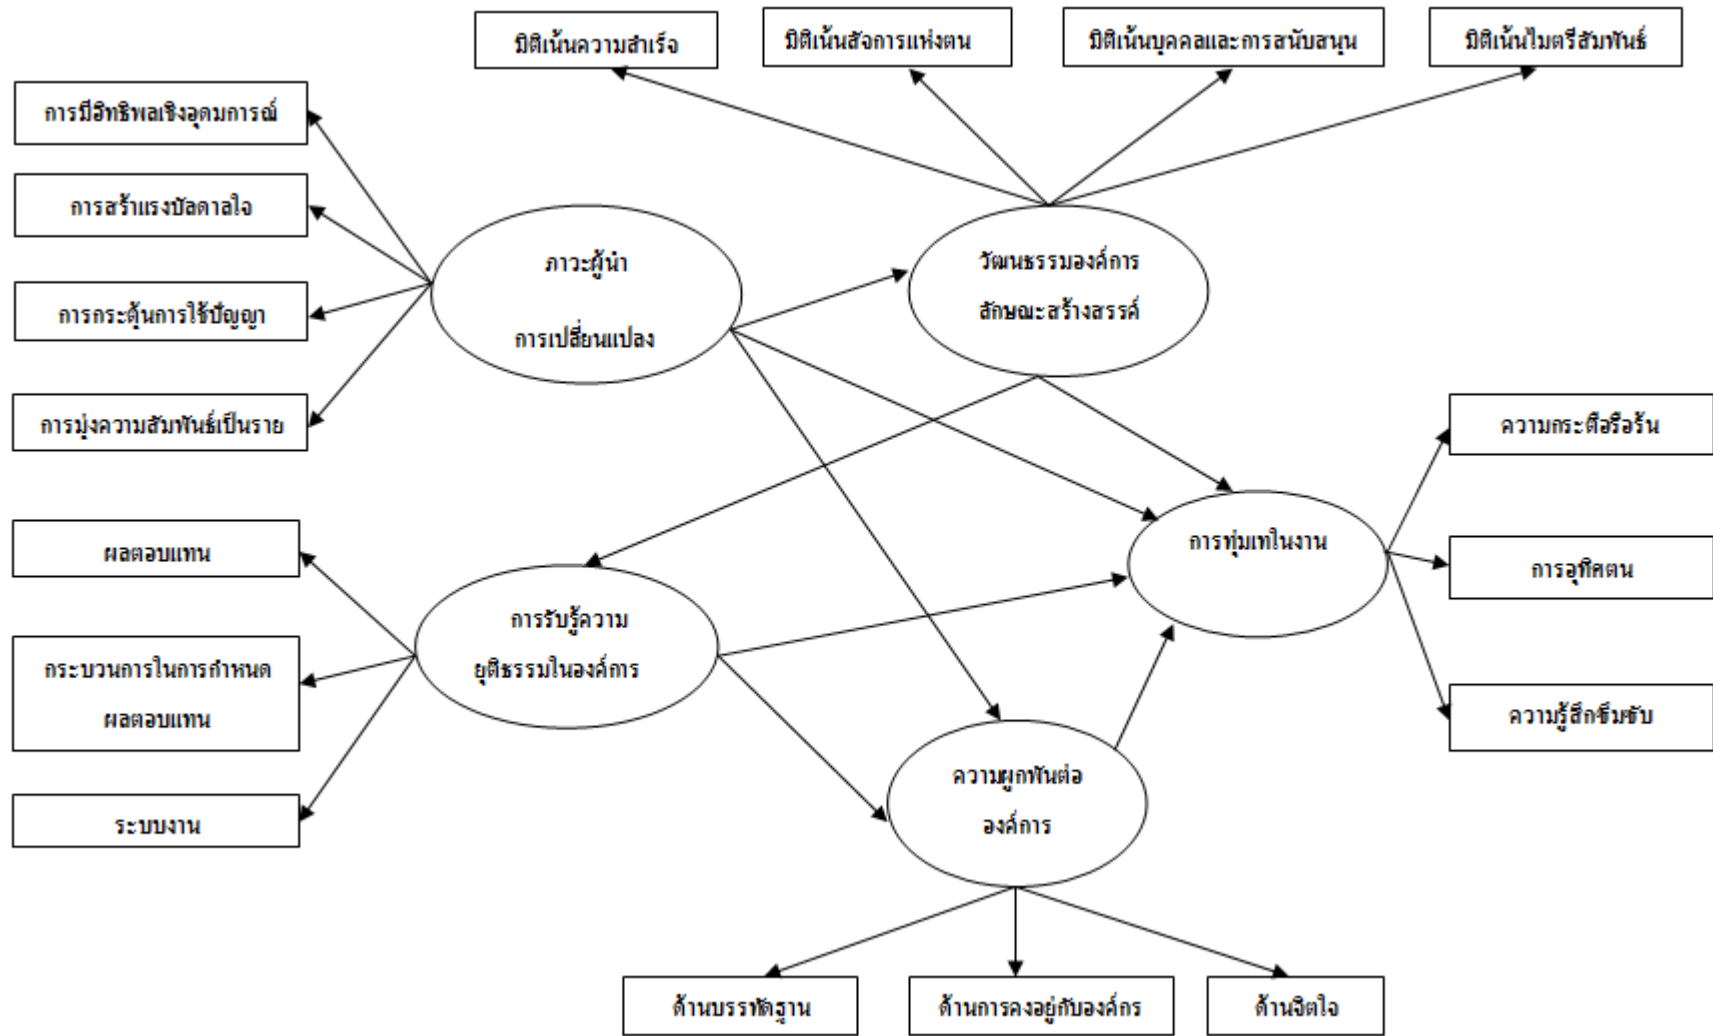 มิติเน้นความสำเร็จ
มิติเน้นสัจการแห่งตน
มิติเน้นบุคคลและการสนับสนุน
มิติเน้นไมตรีสัมพันธ์
การมีอิทธิพลเชิงอุดมการณ์
การสร้าแรงบัลดาลใจ
การกระตุ้นการใช้ปัญญา
การมุ่งความสัมพันธ์เป็นราย
ภาวะผู้นำ
การเปลี่ยนแปลง
วัฒนธรรมองค์การ
ลักษณะสร้างสรรค์
ความกระตือรือร้น
การอุทิศตน
ความรู้สึกซึมซับ
การทุ่มเทในงาน
ผลตอบแทน
กระบวนการในการกำหนด
ผลตอบแทน
ระบบงาน
การรับรู้ความ
ยุติธรรมในองค์การ
ความผูกพันต่อ
องค์การ
ด้านบรรทัดฐาน
ด้านการคงอยู่กับองค์กร
ด้านจิตใจ